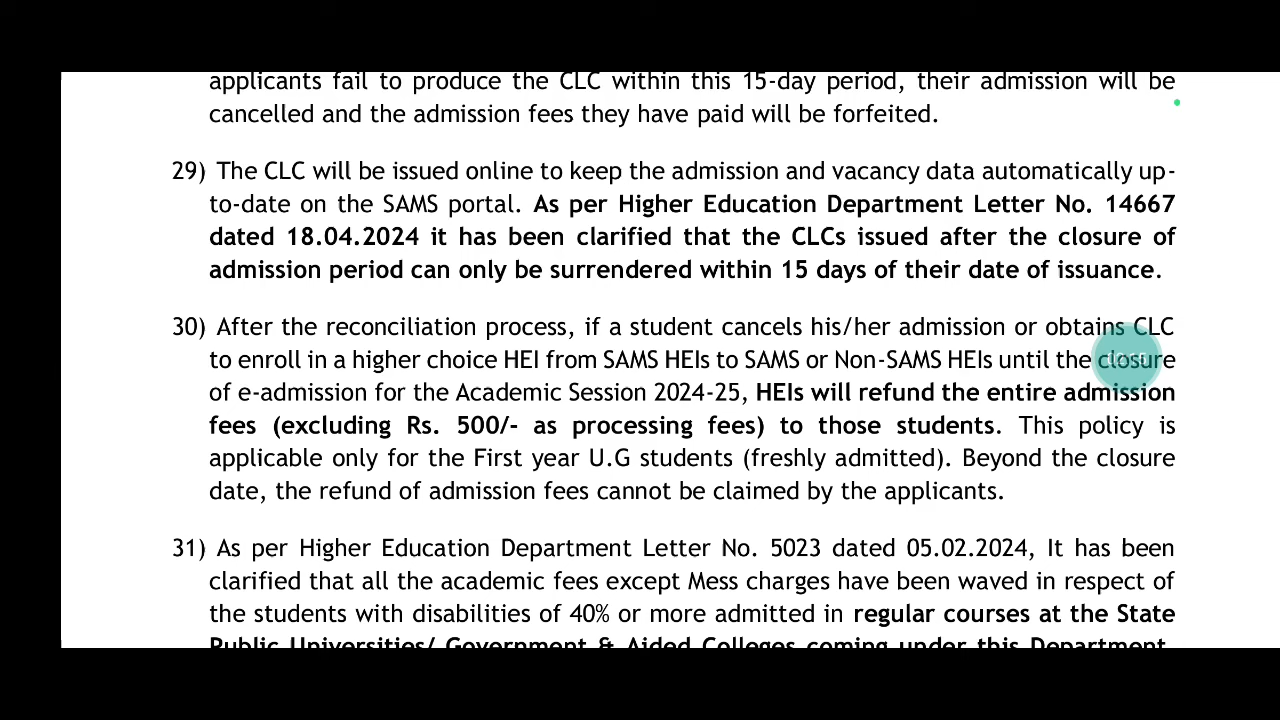 applicants fail to produce the CLC within this 15-day period, their admission will be
cancelled and the admission fees they have paid will be forfeited.
29) The CLC will be issued online to keep the admission and vacancy data automatically up-
to-date on the SAMS portal. As per Higher Education Department Letter No. 14667
dated 18.04.2024 it has been clarified that the CLCs issued after the closure of
admission period can only be surrendered within 15 days of their date of issuance.
30) After the reconciliation process, if a student cancels his/her admission or obtains CLC
to enroll in a higher choice HEI from SAMS HEIs to SAMS or Non-SAMS HEIs until the closure
of e-admission for the Academic Session 2024-25, HEIs will refund the entire admission
fees (excluding Rs. 500/- as processing fees) to those students. This policy is
applicable only for the First year U.G students (freshly admitted). Beyond the closure
date, the refund of admission fees cannot be claimed by the applicants.
31) As per Higher Education Department Letter No. 5023 dated 05.02.2024, It has been
clarified that all the academic fees except Mess charges have been waved in respect of
the students with disabilities of 40% or more admitted in regular courses at the State
Public Universities/ Government & Aided Colleges coming under this Department.